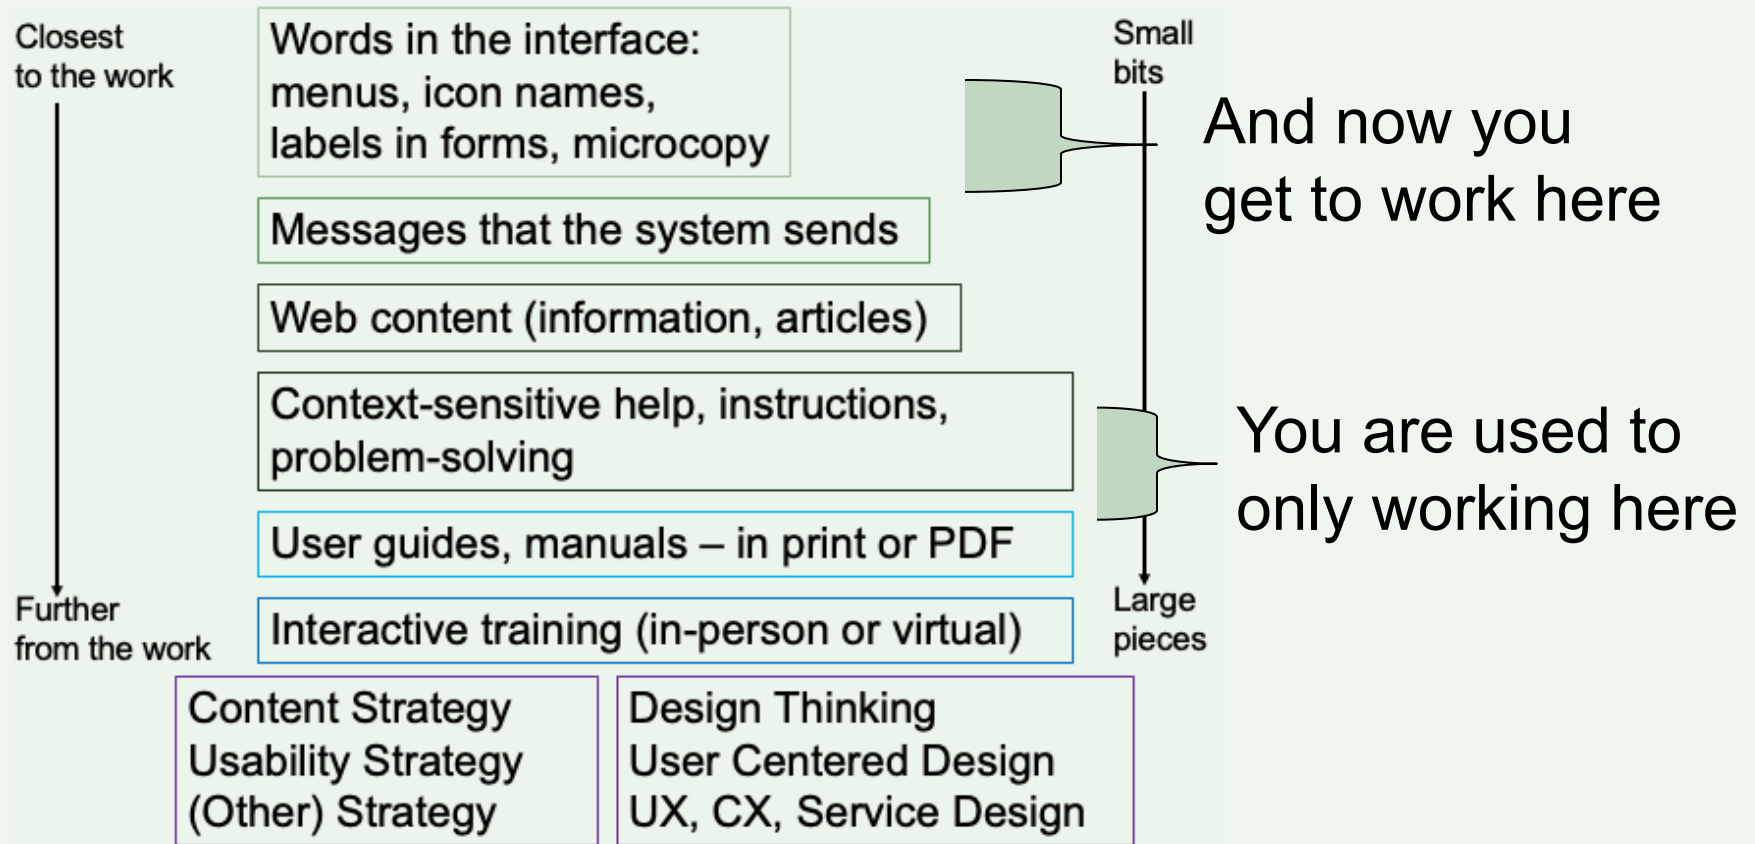 Closest
to the work
Words in the interface:
menus, icon names,
labels in forms, microcopy
Small
bits
And now you
get to work here
Messages that the system sends
Web content (information, articles)
Context-sensitive help, instructions,
problem-solving
You are used to
only working here
User guides, manuals – in print or PDF
Further
from the work
Interactive training (in-person or virtual)
Large
pieces
Content Strategy
Usability Strategy
(Other) Strategy
Design Thinking
User Centered Design
UX, CX, Service Design